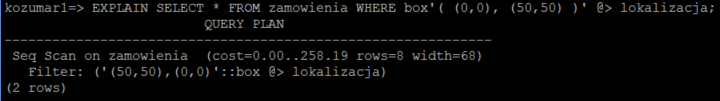 kozumar1=> EXPLAIN SELECT * FROM zamowienia WHERE box'( (0,0), (50,50) )' @> lokalizacja;
QUERY PLAN
-------------------------------------------------------------
Seq Scan on zamowienia (cost=0.00..258.19 rows=8 width=68)
Filter: ('(50,50),(0,0)'::box @> lokalizacja)
(2 rows)